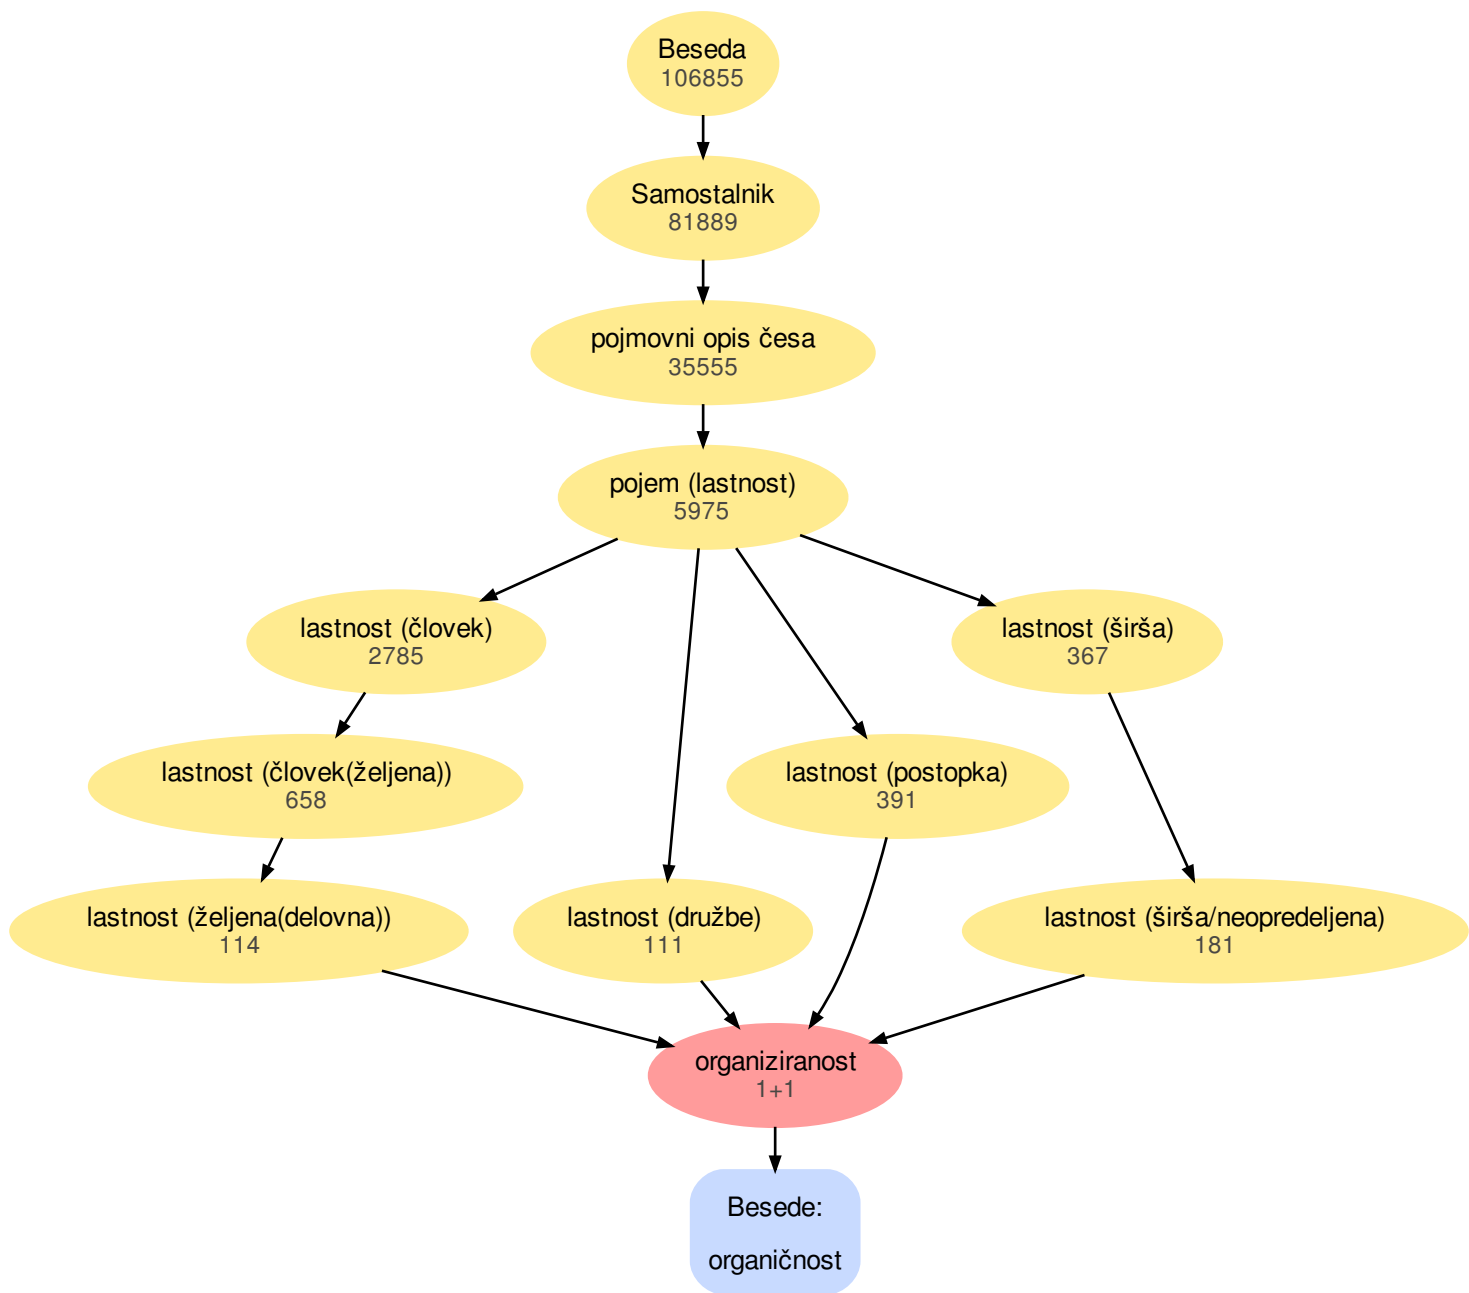 Beseda
106855
Samostalnik
81889
pojmovni opis česa
35555
pojem (lastnost)
5975
lastnost (človek)
2785
lastnost (širša)
367
lastnost (človek(željena))
658
lastnost (postopka)
391
lastnost (željena(delovna))
114
lastnost (družbe)
111
lastnost (širša/neopredeljena)
181
organiziranost
1+1
Besede:
organičnost